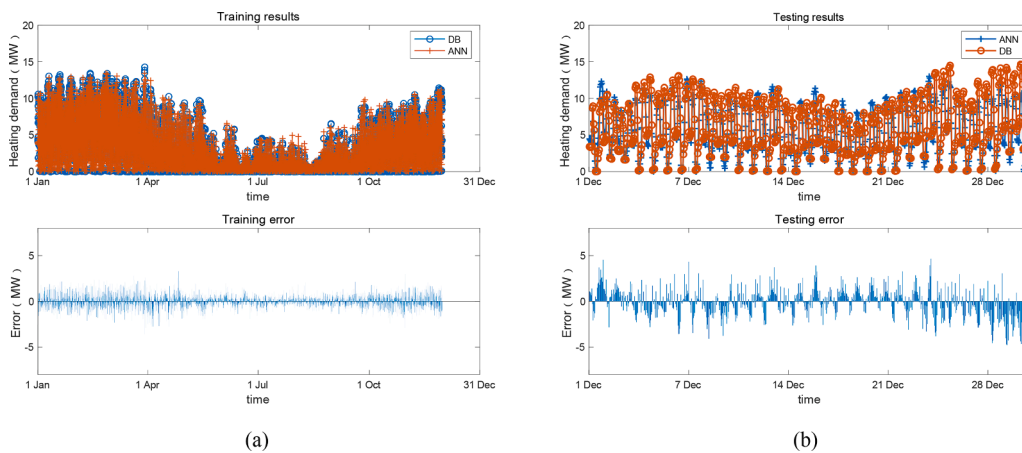 Training results
Heating demand（MW）
20
15
10
5
0
DB
ANN
1 Jan
1 Apr
1 Jul
1 Oct
31 Dec
time
Training error
Error（MW）
5
0
-5
1 Jan
1 Apr
1 Jul
1 Oct
31 Dec
time
(a)
Testing results
Heating demand（MW）
20
15
10
5
0
ANN
DB
1 Dec
7 Dec
14 Dec
21 Dec
28 Dec
time
Testing error
Error（MW）
5
0
-5
1 Dec
7 Dec
14 Dec
21 Dec
28 Dec
time
(b)